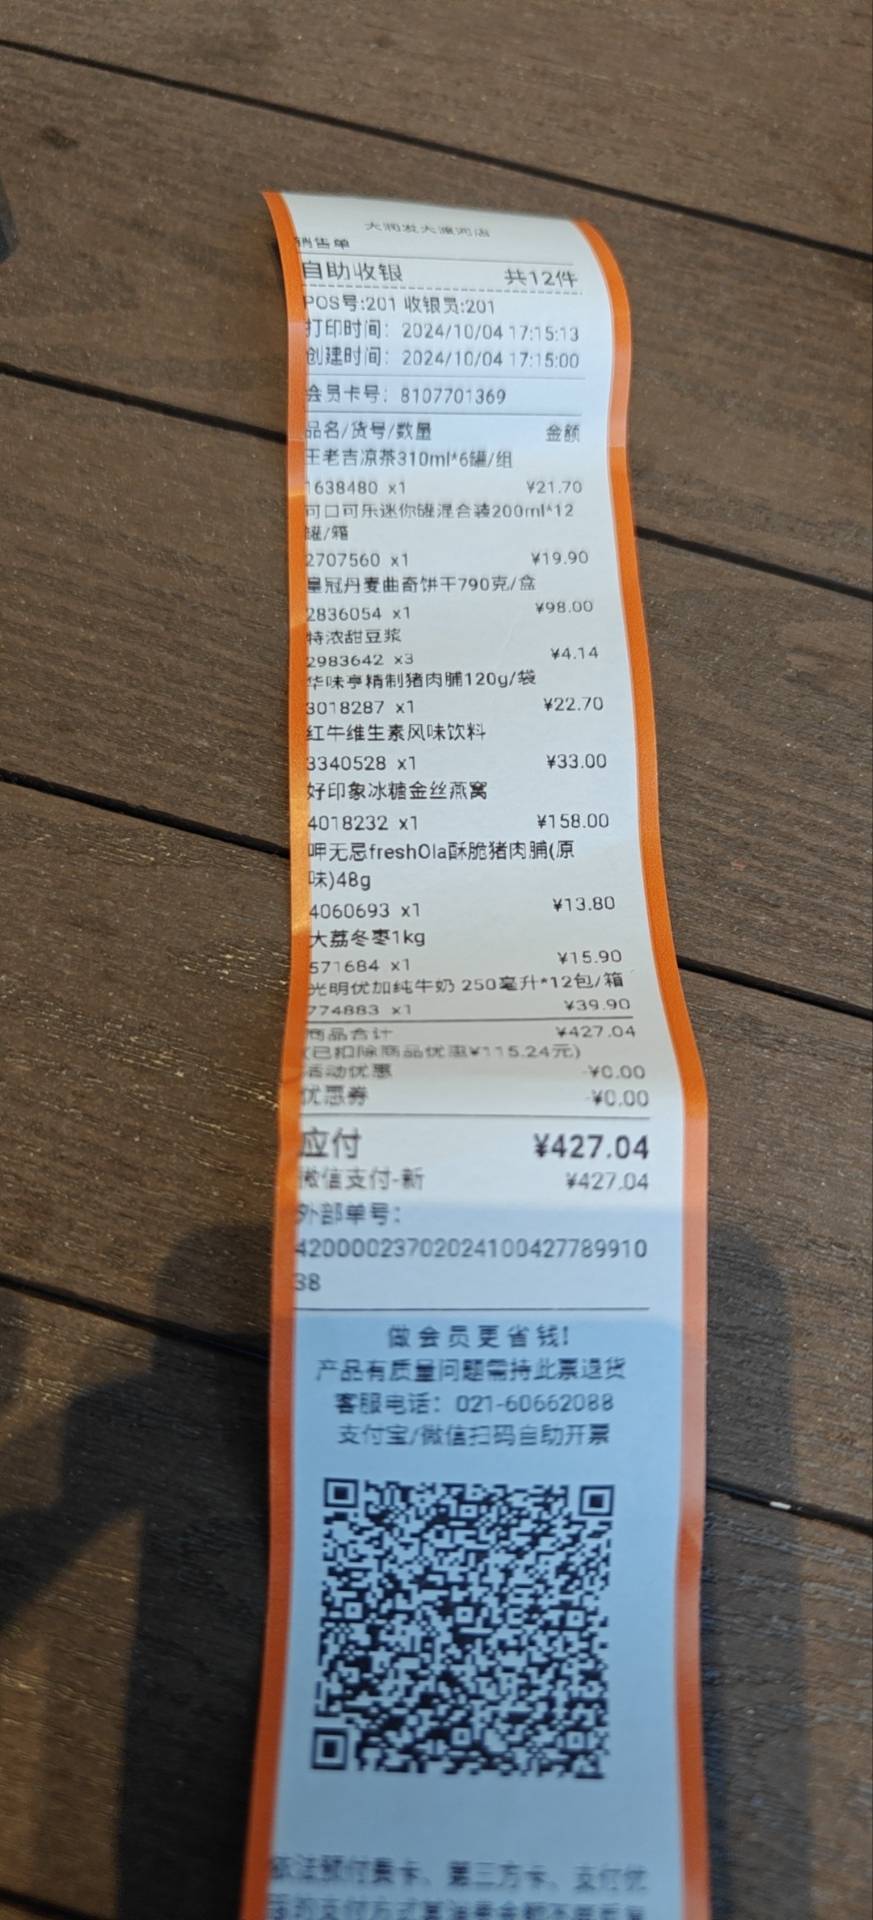 销售单
自助收银 共12件
POS号:201 收银员:201
打印时间：2024/10/04 17:15:13
创建时间：2024/10/04 17:15:00
会员卡号：8107701369
品名/货号/数量 金额
王老吉凉茶310ml*6罐/组
1638480 x1 ¥21.70
可口可乐迷你罐混合装200ml*12
罐/箱
2707560 x1 ¥19.90
皇冠丹麦曲奇饼干790克/盒
2836054 x1 ¥98.00
特浓甜豆浆
2983642 x3 ¥4.14
华味亨精制猪肉脯120g/袋
3018287 x1 ¥22.70
红牛维生素风味饮料
3340528 x1 ¥33.00
好印象冰糖金丝燕窝
4018232 x1 ¥158.00
呷无忌freshOla酥脆猪肉脯(原
味)48g
4060693 x1 ¥13.80
大荔冬枣1kg
571684 x1 ¥15.90
光明优加纯牛奶 250毫升*12包/箱
774883 x1 ¥39.90
商品合计 ¥427.04
(已扣除商品优惠¥115.24元)
活动优惠 -¥0.00
优惠券 -¥0.00
应付 ¥427.04
微信支付-新 ¥427.04
外部单号：
42000023702024100427789910
38
做会员更省钱!
产品有质量问题需持此票退货
客服电话：021-60662088
支付宝/微信扫码自助开票
依法预付费卡、第三方卡、支付优